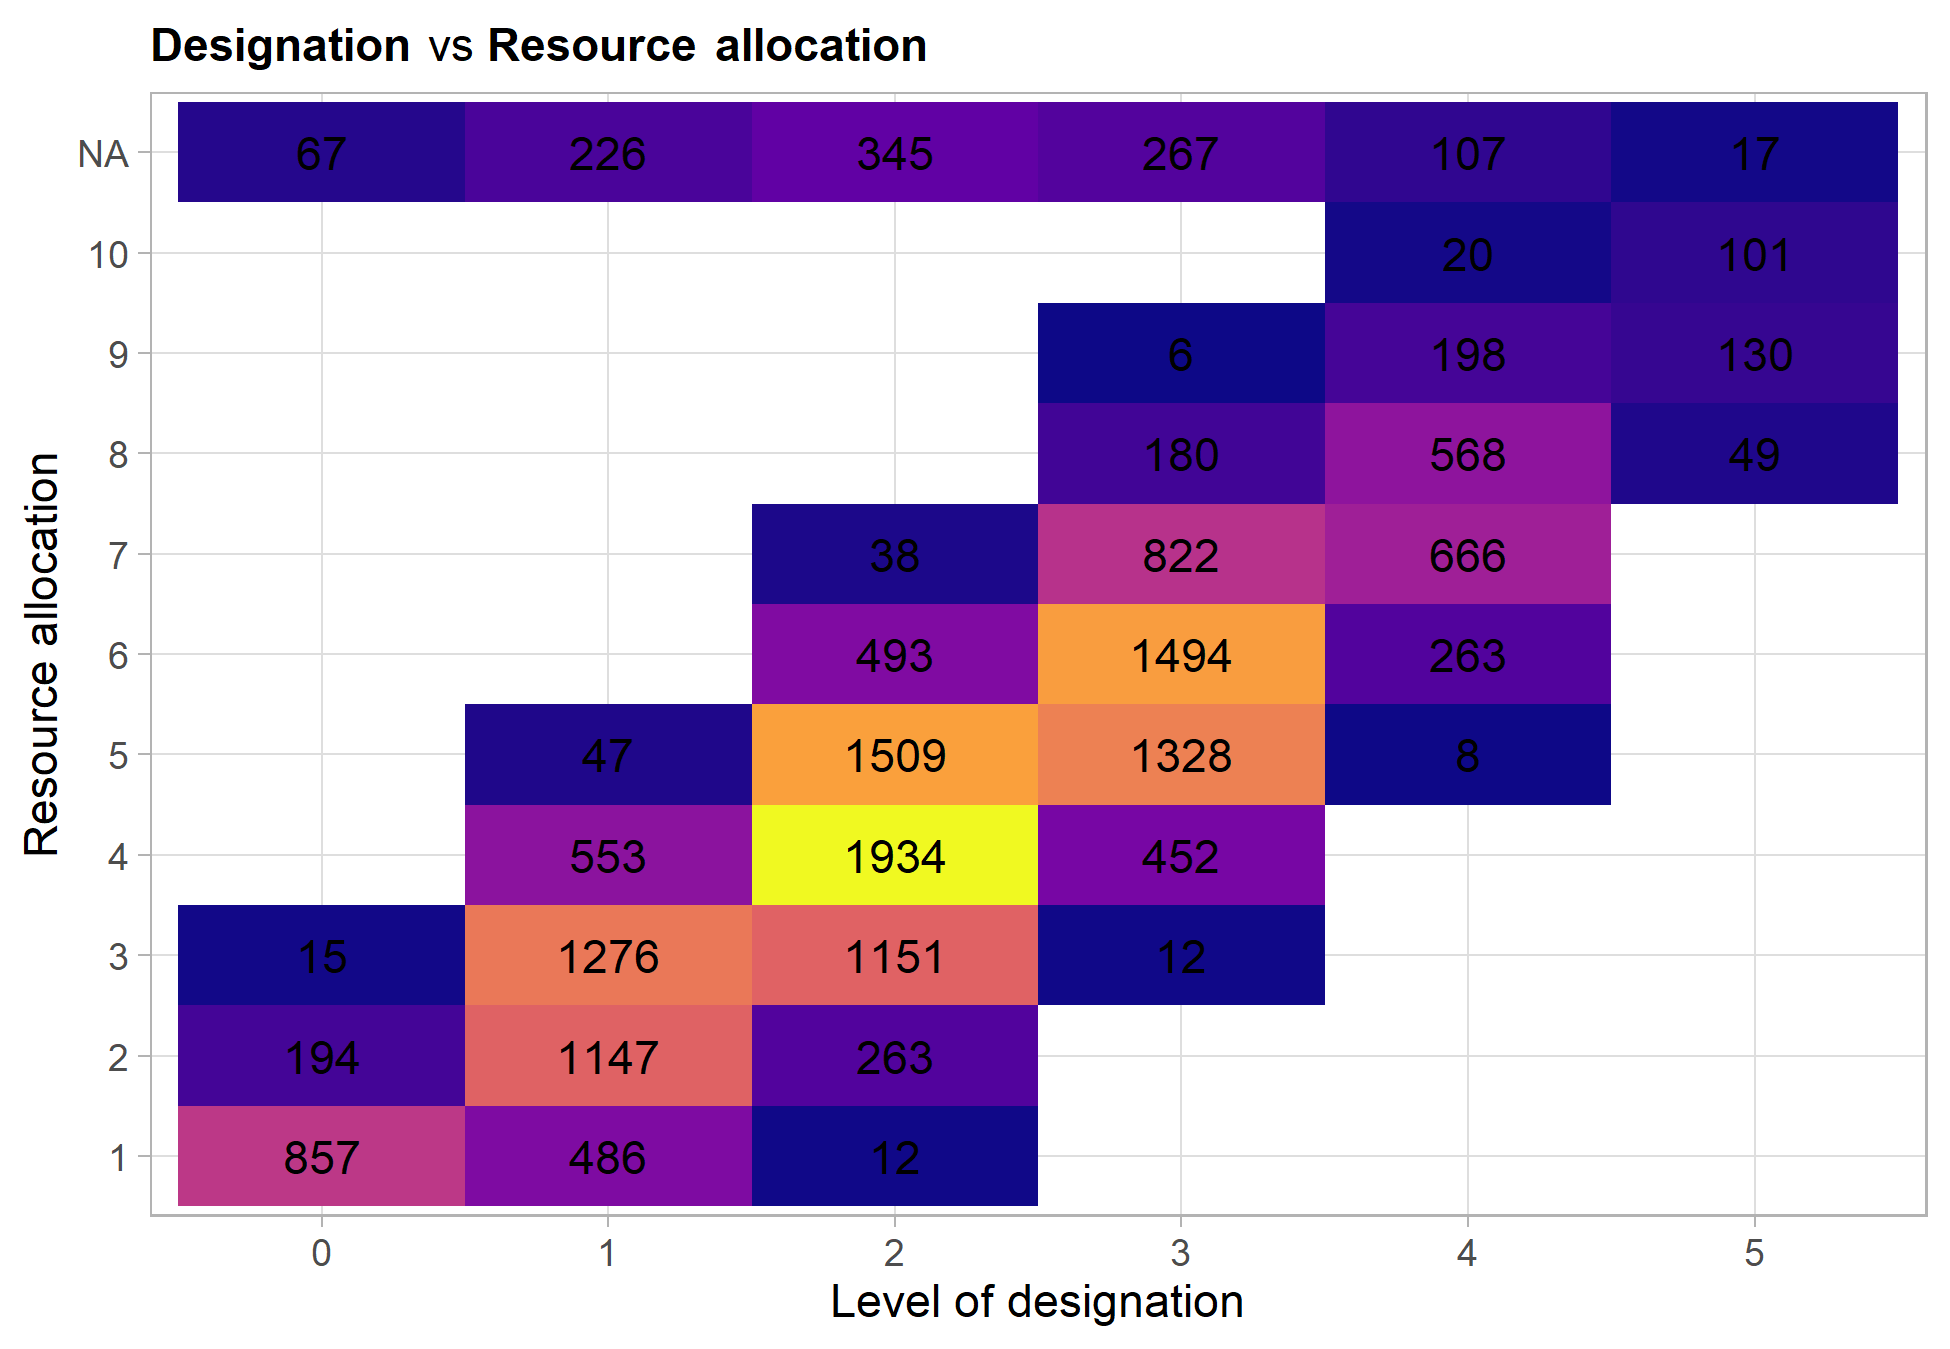 Designation vs Resource allocation
NA 67 226 345 267 107 17
10 20 101
9 6 198 130
8 180 568 49
7 38 822 666
6 493 1494 263
5 47 1509 1328 8
4 553 1934 452
3 15 1276 1151 12
2 194 1147 263
1 857 486 12
0 1 2 3 4 5
Level of designation
Resource allocation